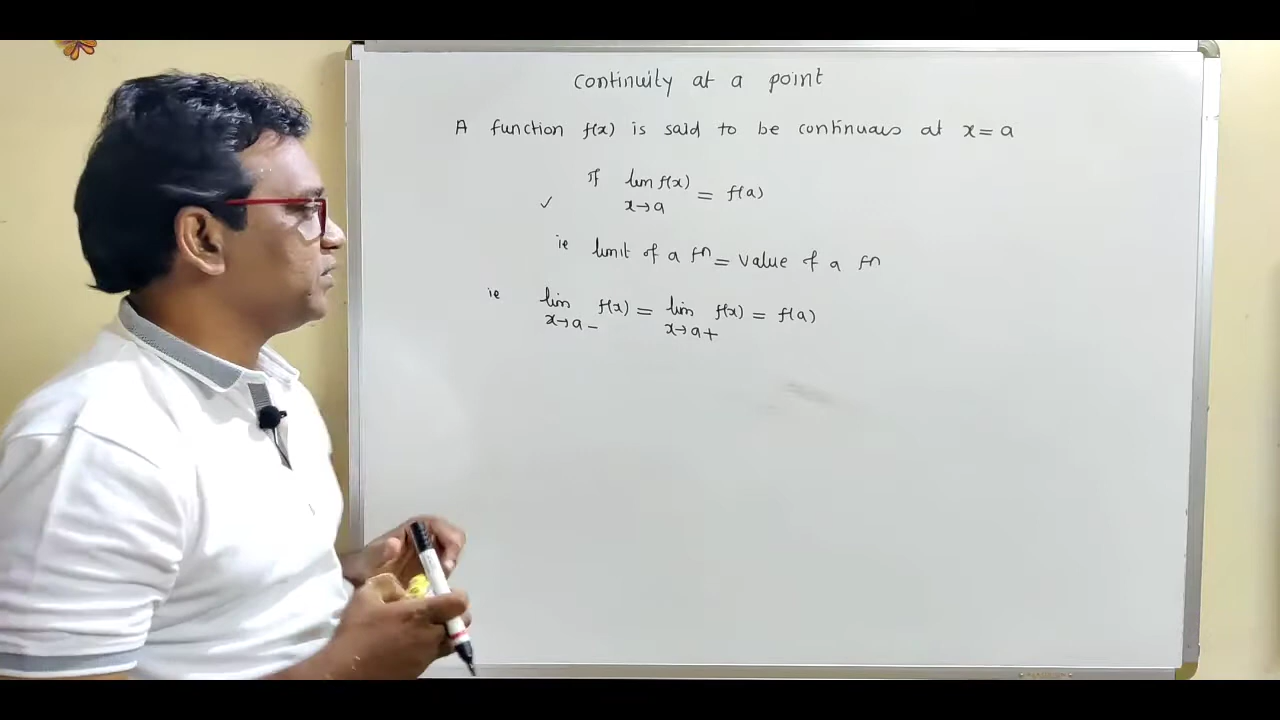 Continuity at a point
A function f(x) is said to be continuous at x = a
If lim f(x) = f(a)
x→a
✓
ie limit of a fn = value of a fn
ie lim f(x) = lim f(x) = f(a)
x→a− x→a+